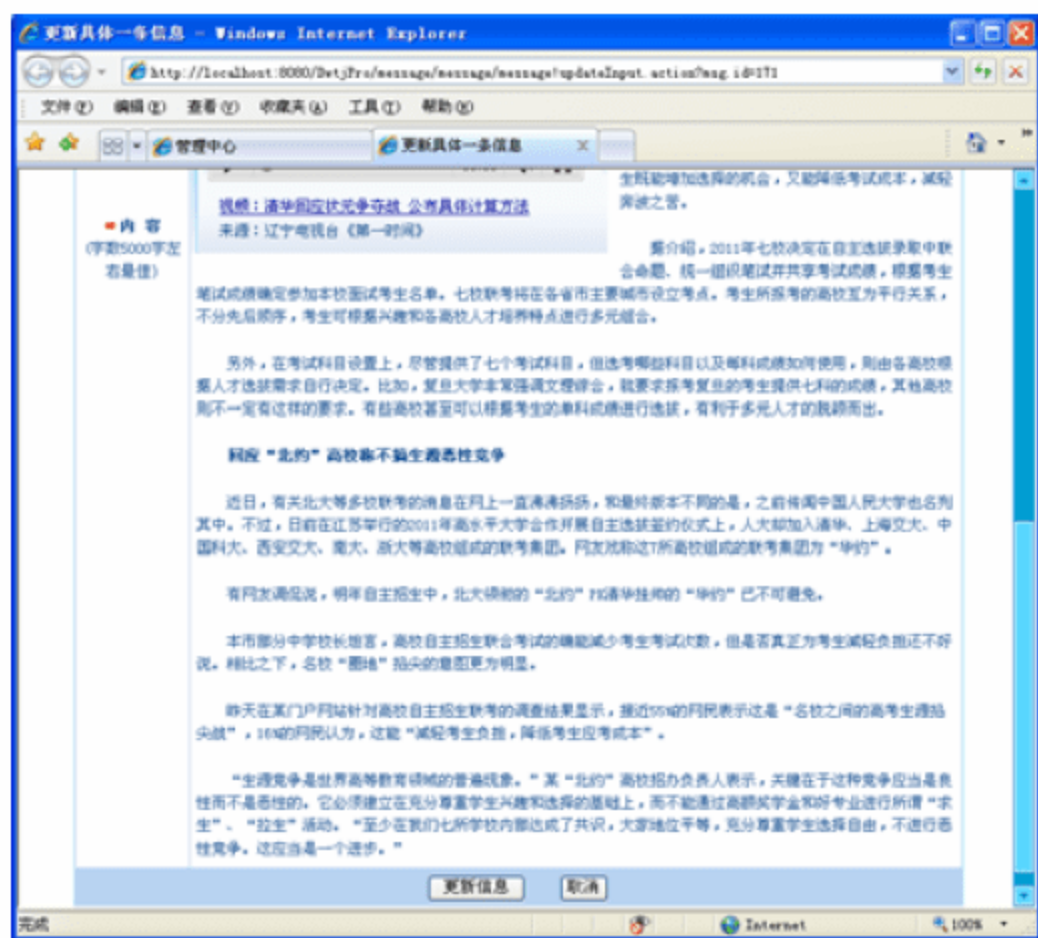 更新具体一条信息 - Windows Internet Explorer
http://localhost:8080/DwtjPro/message/message/message!updateInput.action?msg.id=171
文件(F) 编辑(E) 查看(V) 收藏夹(A) 工具(T) 帮助(H)
管理中心 更新具体一条信息
内 容
(字数5000字左
右最佳)
视频：清华回应状元争夺战 公布具体计算方法
来源：辽宁电视台《第一时间》
生既能增加选择的机会，又能降低考试成本，减轻
奔波之苦。
据介绍，2011年七校决定在自主选拔录取中联
合命题、统一组织笔试并共享考试成绩，根据考生
笔试成绩确定参加本校面试考生名单。七校联考将在各省市主要城市设立考点。考生所报考的高校互为平行关系，
不分先后顺序，考生可根据兴趣和各高校人才培养特点进行多元组合。
另外，在考试科目设置上，尽管提供了七个考试科目，但选考哪些科目以及每科成绩如何使用，则由各高校根
据人才选拔需求自行决定。比如，复旦大学非常强调文理综合，就要求报考复旦的考生提供七科的成绩，其他高校
则不一定有这样的要求。有些高校甚至可以根据考生的单科成绩进行选拔，有利于多元人才的脱颖而出。
回应“北约”高校称不搞生源恶性竞争
近日，有关北大等多校联考的消息在网上一直沸沸扬扬，和最终版本不同的是，之前传闻中国人民大学也名列
其中。不过，日前在江苏举行的2011年高水平大学合作开展自主选拔签约仪式上，人大却加入清华、上海交大、中
国科大、西安交大、南大、浙大等高校组成的联考集团。网友戏称这7所高校组成的联考集团为“华约”。
有网友调侃说，明年自主招生中，北大领衔的“北约”PK清华挂帅的“华约”已不可避免。
本市部分中学校长坦言，高校自主招生联合考试的确能减少考生考试次数，但是否真正为考生减轻负担还不好
说。相比之下，名校“圈地”掐尖的意图更为明显。
昨天在某门户网站针对高校自主招生联考的调查结果显示，接近55%的网民表示这是“名校之间的高考生源掐
尖战”，16%的网民认为，这能“减轻考生负担，降低考生应考成本”。
“生源竞争是世界高等教育领域的普遍现象。”某“北约”高校招办负责人表示，关键在于这种竞争应当是良
性而不是恶性的。它必须建立在充分尊重学生兴趣和选择的基础上，而不能通过高额奖学金和好专业进行所谓“求
生”、“拉生”活动。“至少在我们七所学校内部达成了共识，大家地位平等，充分尊重学生选择自由，不进行恶
性竞争。这应当是一个进步。”
更新信息 取消
完成 Internet 100%